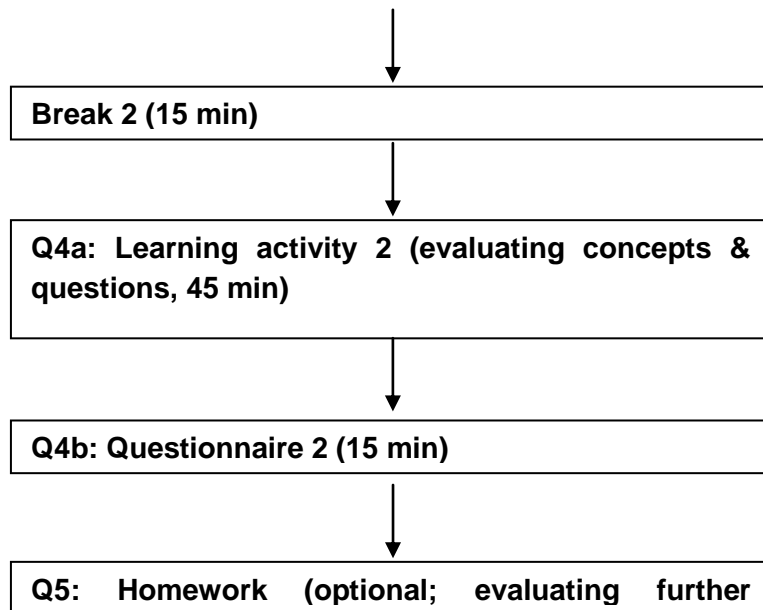 Break 2 (15 min)
Q4a: Learning activity 2 (evaluating concepts &
questions, 45 min)
Q4b: Questionnaire 2 (15 min)
Q5: Homework (optional; evaluating further